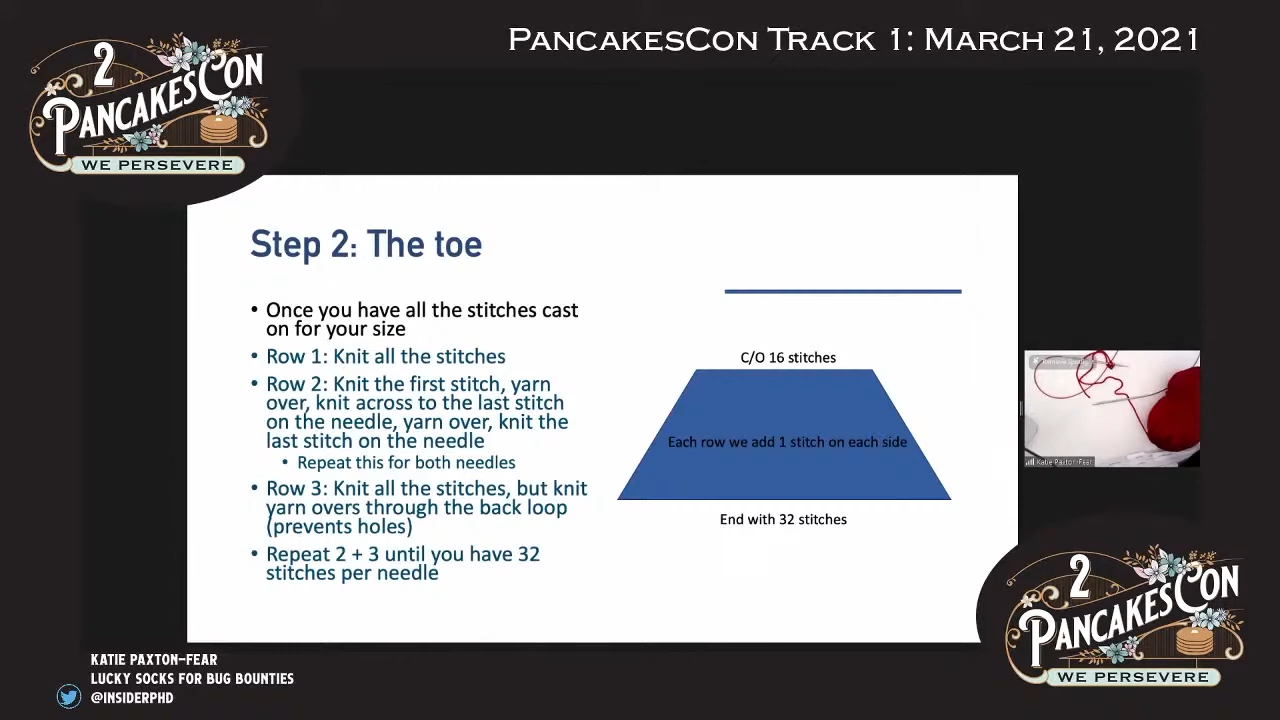 PancakesCon Track 1: March 21, 2021
2
PancakesCon
WE PERSEVERE
Step 2: The toe
• Once you have all the stitches cast
on for your size
• Row 1: Knit all the stitches
• Row 2: Knit the first stitch, yarn
over, knit across to the last stitch
on the needle, yarn over, knit the
last stitch on the needle
• Repeat this for both needles
• Row 3: Knit all the stitches, but knit
yarn overs through the back loop
(prevents holes)
• Repeat 2 + 3 until you have 32
stitches per needle
C/O 16 stitches
Each row we add 1 stitch on each side
End with 32 stitches
Katie Paxton-Fear
KATIE PAXTON-FEAR
LUCKY SOCKS FOR BUG BOUNTIES
@INSIDERPHD
2
PancakesCon
WE PERSEVERE